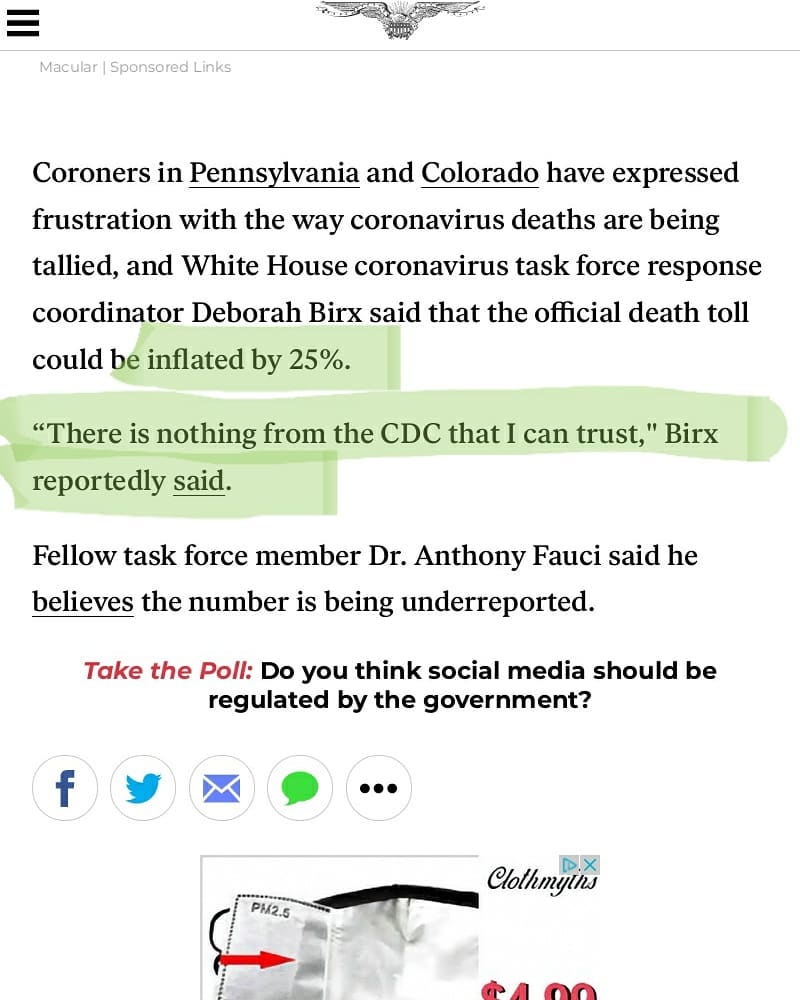 Macular | Sponsored Links
Coroners in Pennsylvania and Colorado have expressed
frustration with the way coronavirus deaths are being
tallied, and White House coronavirus task force response
coordinator Deborah Birx said that the official death toll
could be inflated by 25%.
“There is nothing from the CDC that I can trust," Birx
reportedly said.
Fellow task force member Dr. Anthony Fauci said he
believes the number is being underreported.
Take the Poll: Do you think social media should be
regulated by the government?
Clothmyths
PM2.5
$4.99